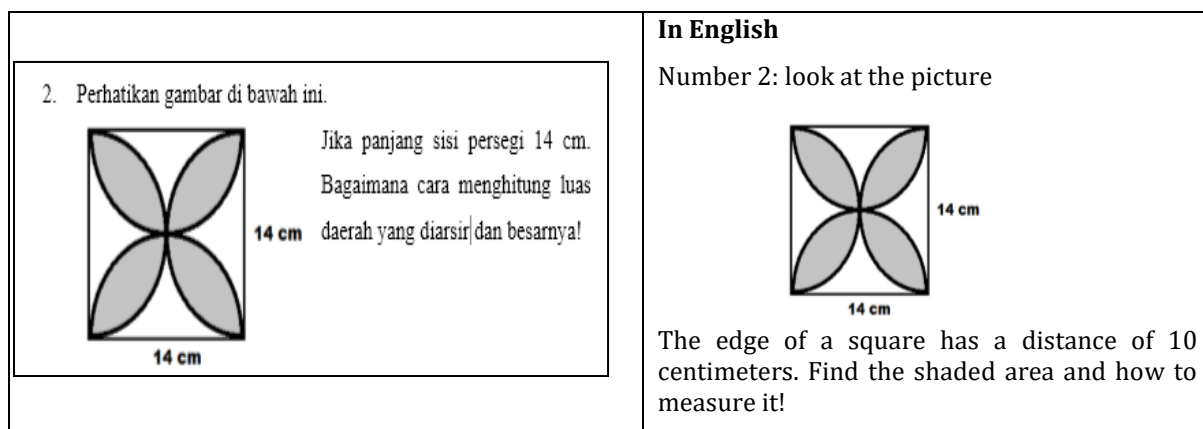 2. Perhatikan gambar di bawah ini.
Jika panjang sisi persegi 14 cm.
Bagaimana cara menghitung luas
14 cm
daerah yang diarsir dan besarnya!
14 cm
In English
Number 2: look at the picture
14 cm
14 cm
The edge of a square has a distance of 10
centimeters. Find the shaded area and how to
measure it!